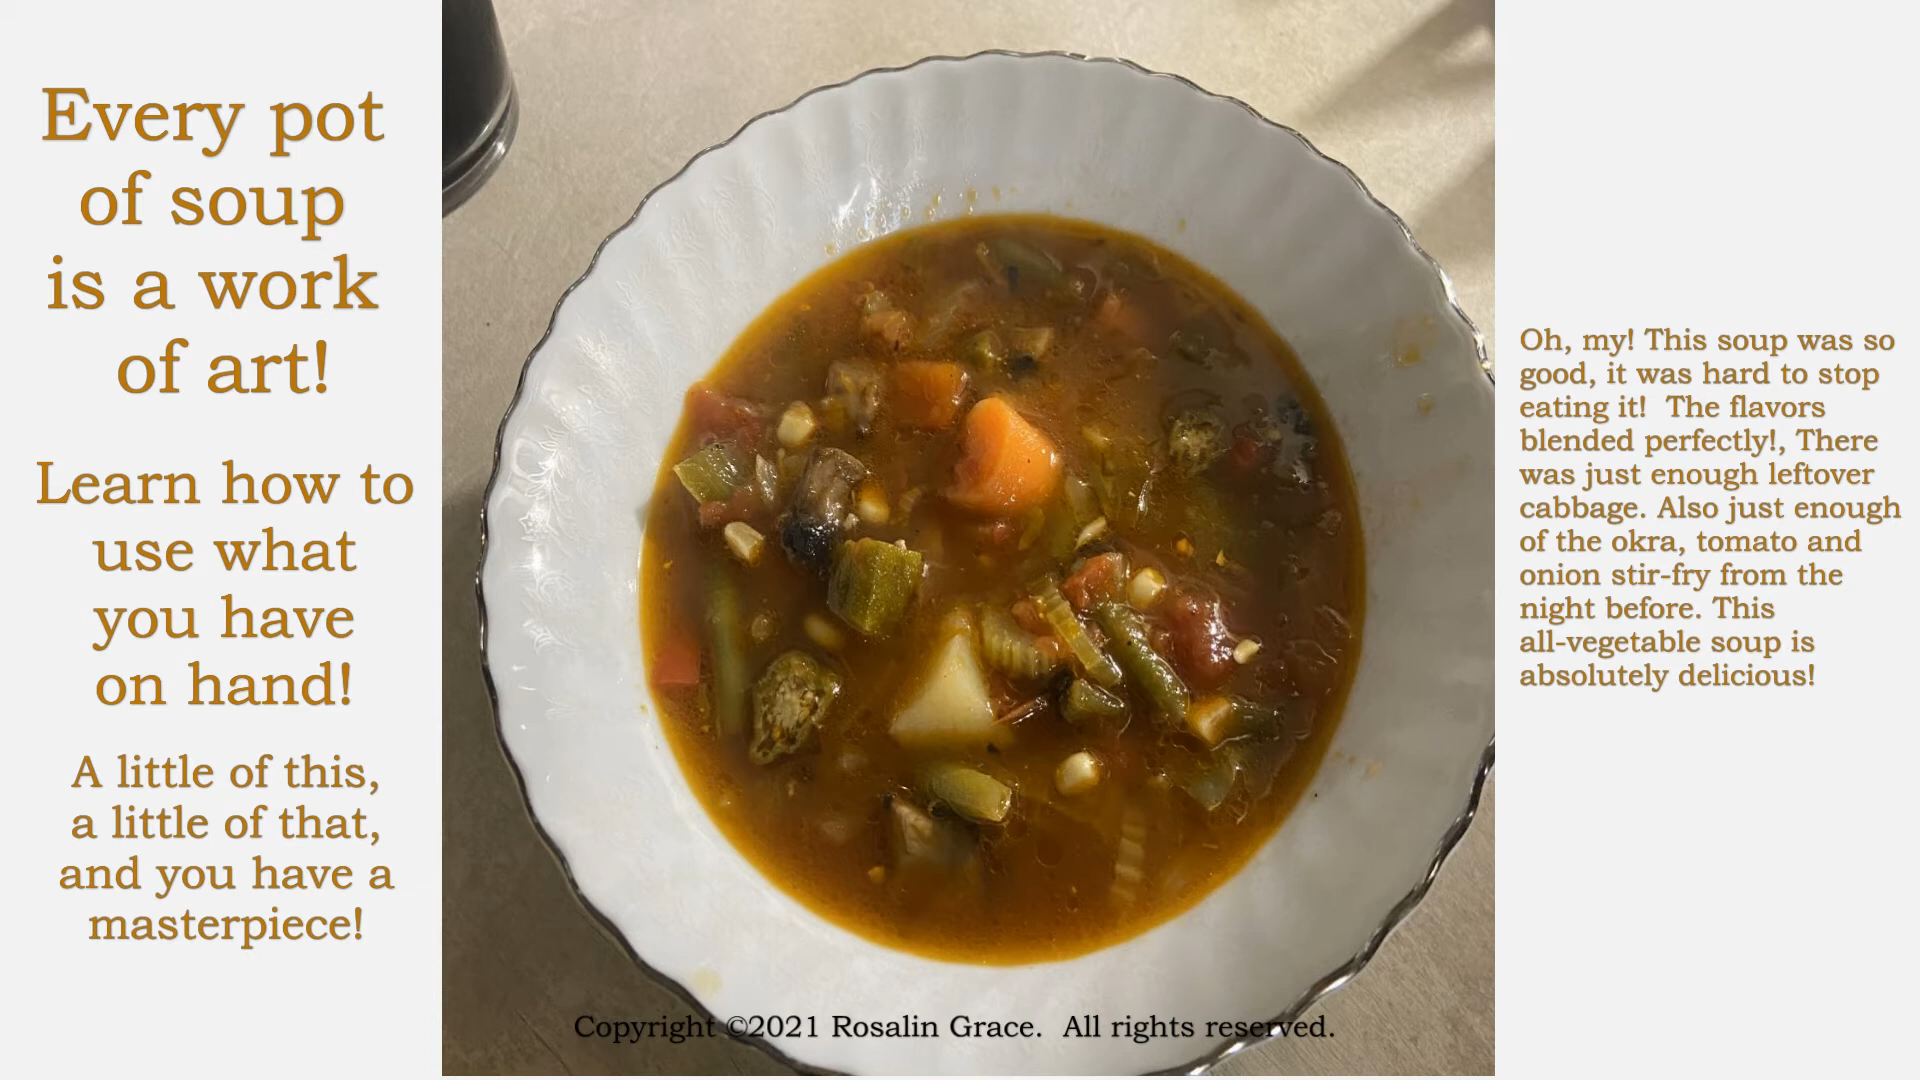 Every pot
of soup
is a work
of art!
Learn how to
use what
you have
on hand!
A little of this,
a little of that,
and you have a
masterpiece!
Oh, my! This soup was so
good, it was hard to stop
eating it!  The flavors
blended perfectly!, There
was just enough leftover
cabbage. Also just enough
of the okra, tomato and
onion stir-fry from the
night before. This
all-vegetable soup is
absolutely delicious!
Copyright ©2021 Rosalin Grace.  All rights reserved.